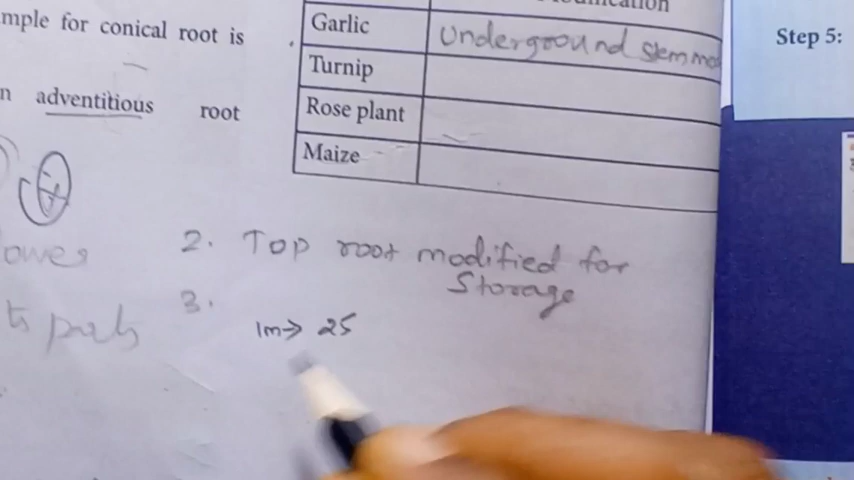 mple for conical root is
n adventitious root
Garlic Underground stem
Turnip
Rose plant
Maize
Step 5:
2. Top root modified for
Storage
3.
1m→ 25